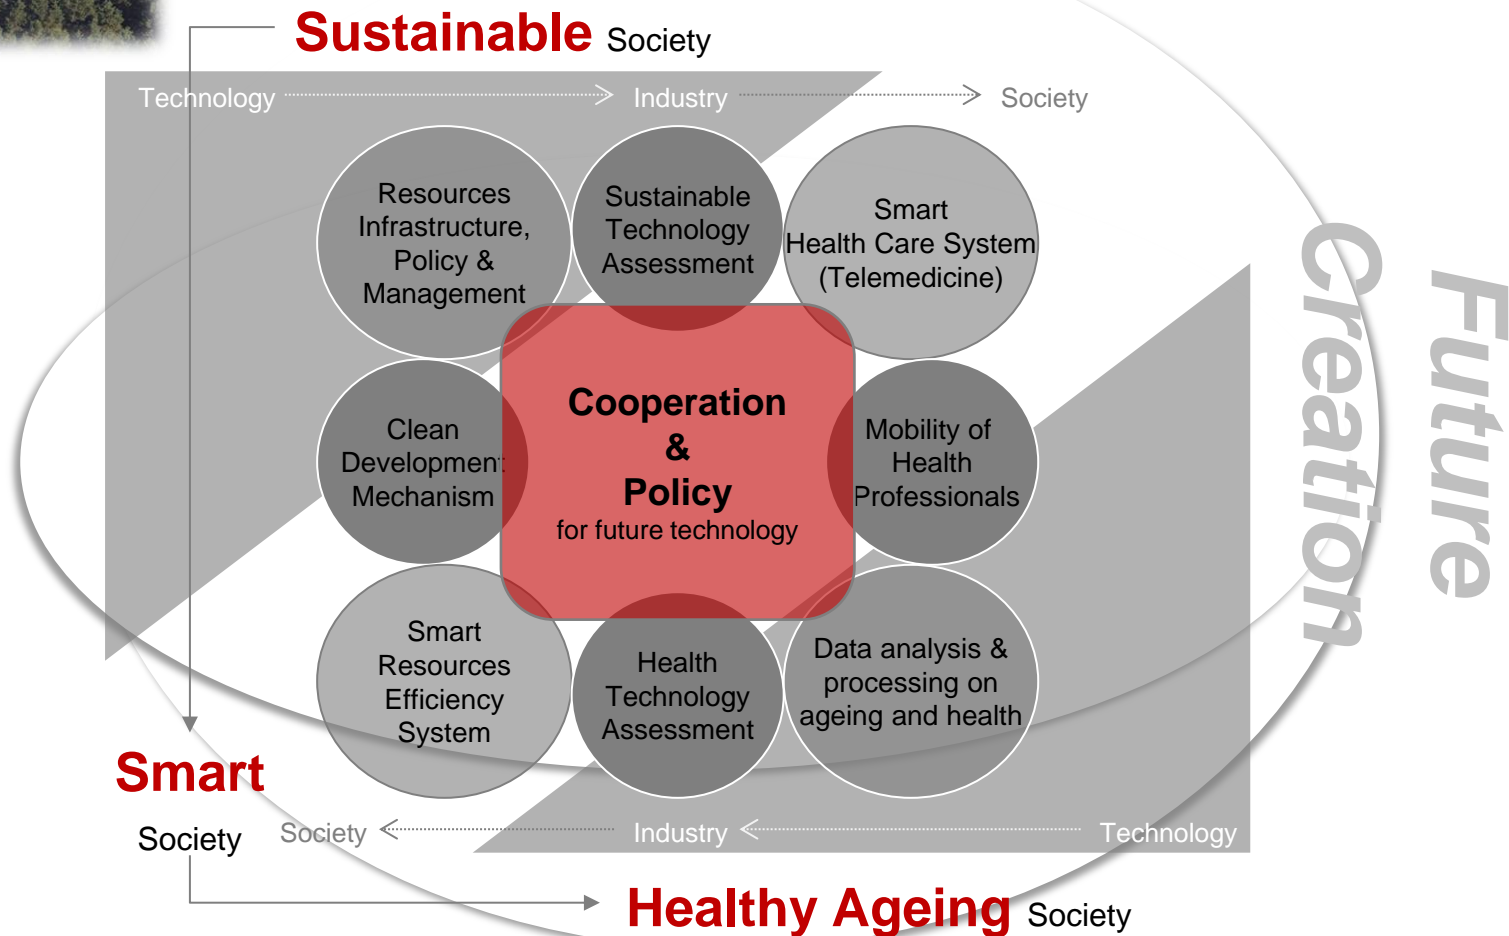 Sustainable Society
Technology
Industry
Society
Resources
Infrastructure,
Policy &
Management
Sustainable
Technology
Assessment
Smart
Health Care System
(Telemedicine)
Clean
Development
Mechanism
Cooperation
&
Policy
for future technology
Mobility of
Health
Professionals
Smart
Resources
Efficiency
System
Health
Technology
Assessment
Data analysis &
processing on
ageing and health
Smart
Society
Society
Industry
Technology
Healthy Ageing Society
Future
Creation